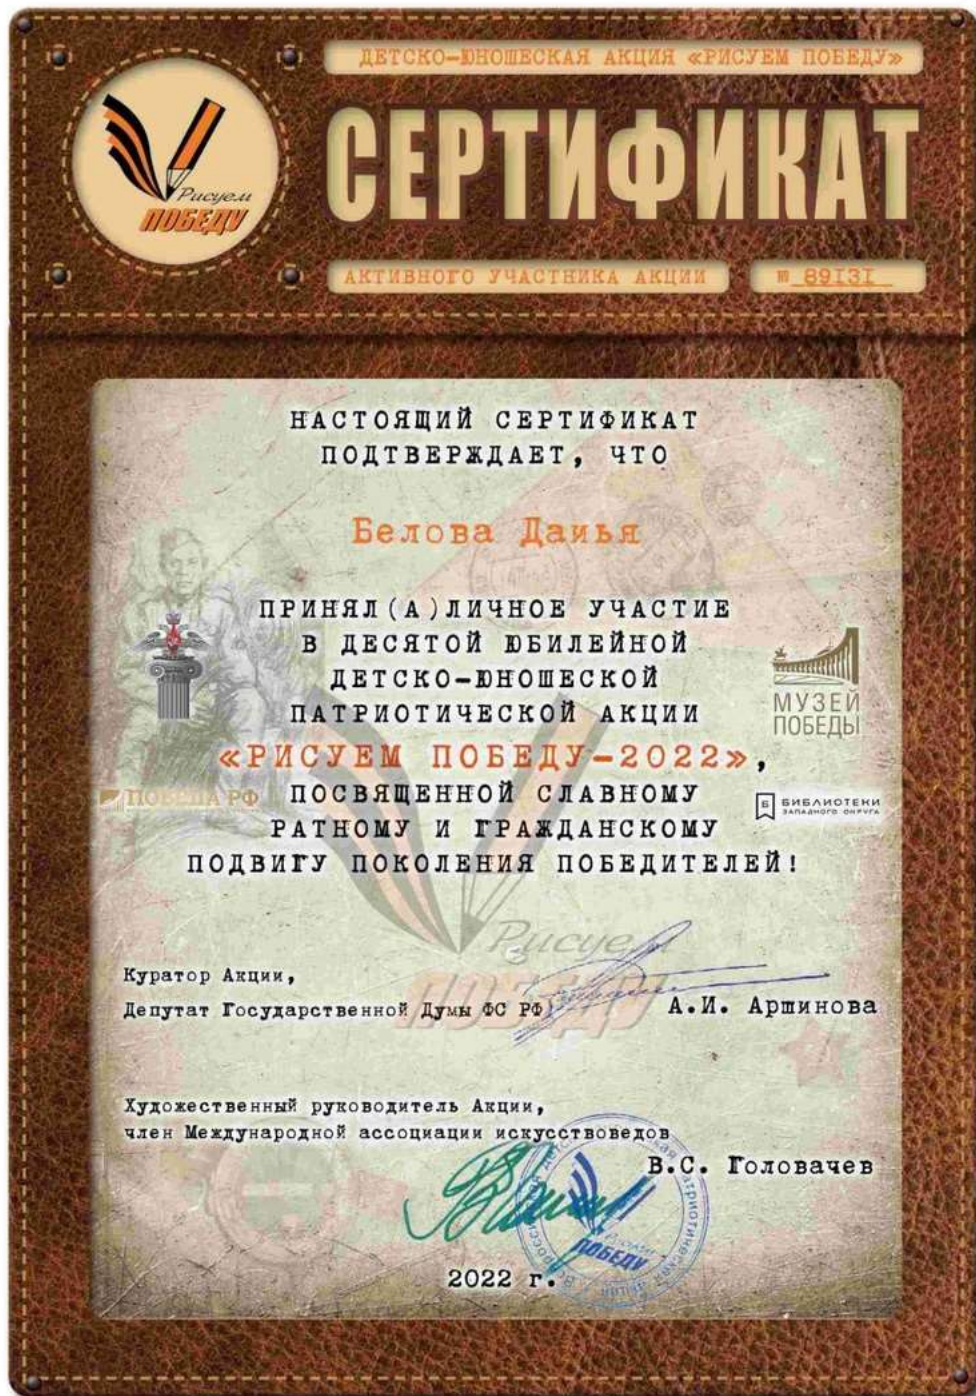 ДЕТСКО-ЮНОШЕСКАЯ АКЦИЯ «РИСУЕМ ПОБЕДУ»
Рисуем
ПОБЕДУ
СЕРТИФИКАТ
АКТИВНОГО УЧАСТНИКА АКЦИИ
№ 89131
НАСТОЯЩИЙ СЕРТИФИКАТ
ПОДТВЕРЖДАЕТ, ЧТО
Белова Данья
ПРИНЯЛ(А)ЛИЧНОЕ УЧАСТИЕ
В ДЕСЯТОЙ ЮБИЛЕЙНОЙ
ДЕТСКО-ЮНОШЕСКОЙ
ПАТРИОТИЧЕСКОЙ АКЦИИ
«РИСУЕМ ПОБЕДУ-2022»,
ПОСВЯЩЕННОЙ СЛАВНОМУ
РАТНОМУ И ГРАЖДАНСКОМУ
ПОДВИГУ ПОКОЛЕНИЯ ПОБЕДИТЕЛЕЙ!
МУЗЕЙ
ПОБЕДЫ
ПОБЕДА РФ
БИБЛИОТЕКИ
ЗАПАДНОГО ОКРУГА
Рисуем
ПОБЕДУ
Куратор Акции,
Депутат Государственной Думы ФС РФ
А.И. Аршинова
Художественный руководитель Акции,
член Международной ассоциации искусствоведов
В.С. Головачев
ПОБЕДУ
2022 г.